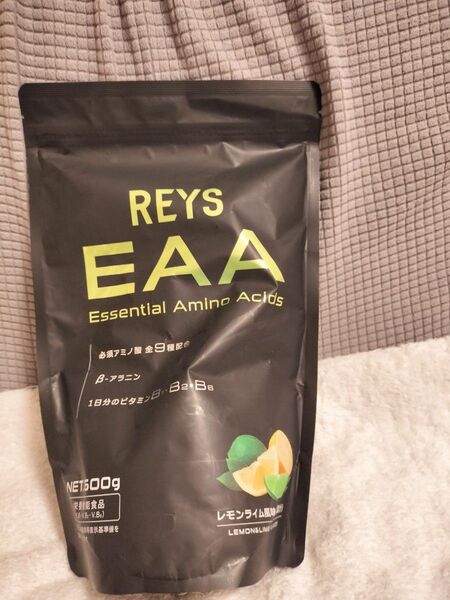 REYS
EAA
Essential Amino Acids
必須アミノ酸 全9種配合
β-アラニン
1日分のビタミンB1・B2・B6
NET500g
栄養機能食品
レモンライム風味
LEMON&LIME